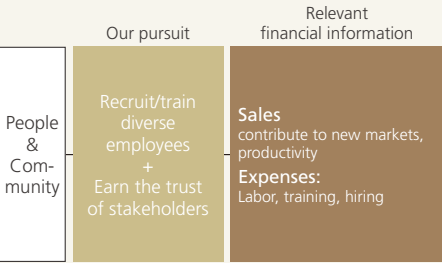 Our pursuit
Relevant
financial information
People
&
Com-
munity
Recruit/train
diverse
employees
+
Earn the trust
of stakeholders
Sales
contribute to new markets,
productivity
Expenses:
Labor, training, hiring